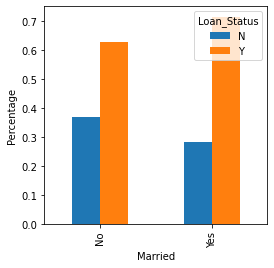 Loan_Status
N
Y
0.7
0.6
0.5
0.4
0.3
0.2
0.1
0.0
Percentage
No
Yes
Married